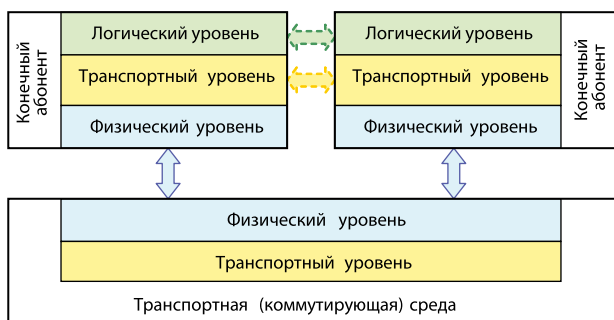 Конечный
абонент
Логический уровень
Транспортный уровень
Физический уровень
Логический уровень
Транспортный уровень
Физический уровень
Конечный
абонент
Физический уровень
Транспортный уровень
Транспортная (коммутирующая) среда